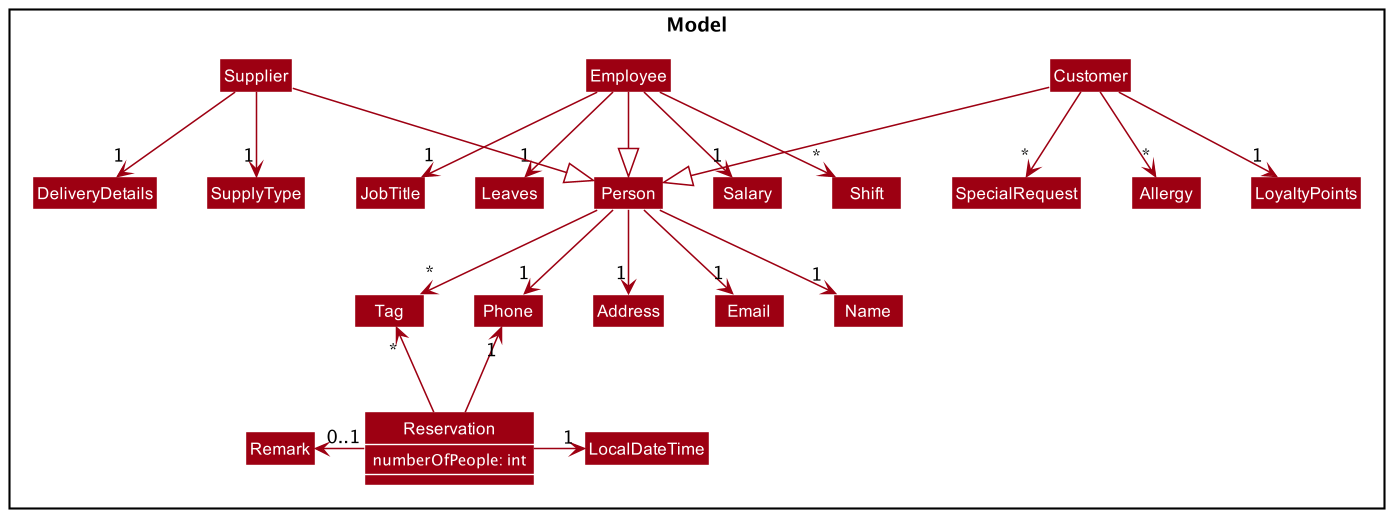 Model
Supplier
Employee
Customer
1
1
1
1
1
*
*
*
1
DeliveryDetails
SupplyType
JobTitle
Leaves
Person
Salary
Shift
SpecialRequest
Allergy
LoyaltyPoints
*
1
1
1
1
Tag
Phone
Address
Email
Name
*
1
Reservation
0..1
1
Remark
numberOfPeople: int
LocalDateTime